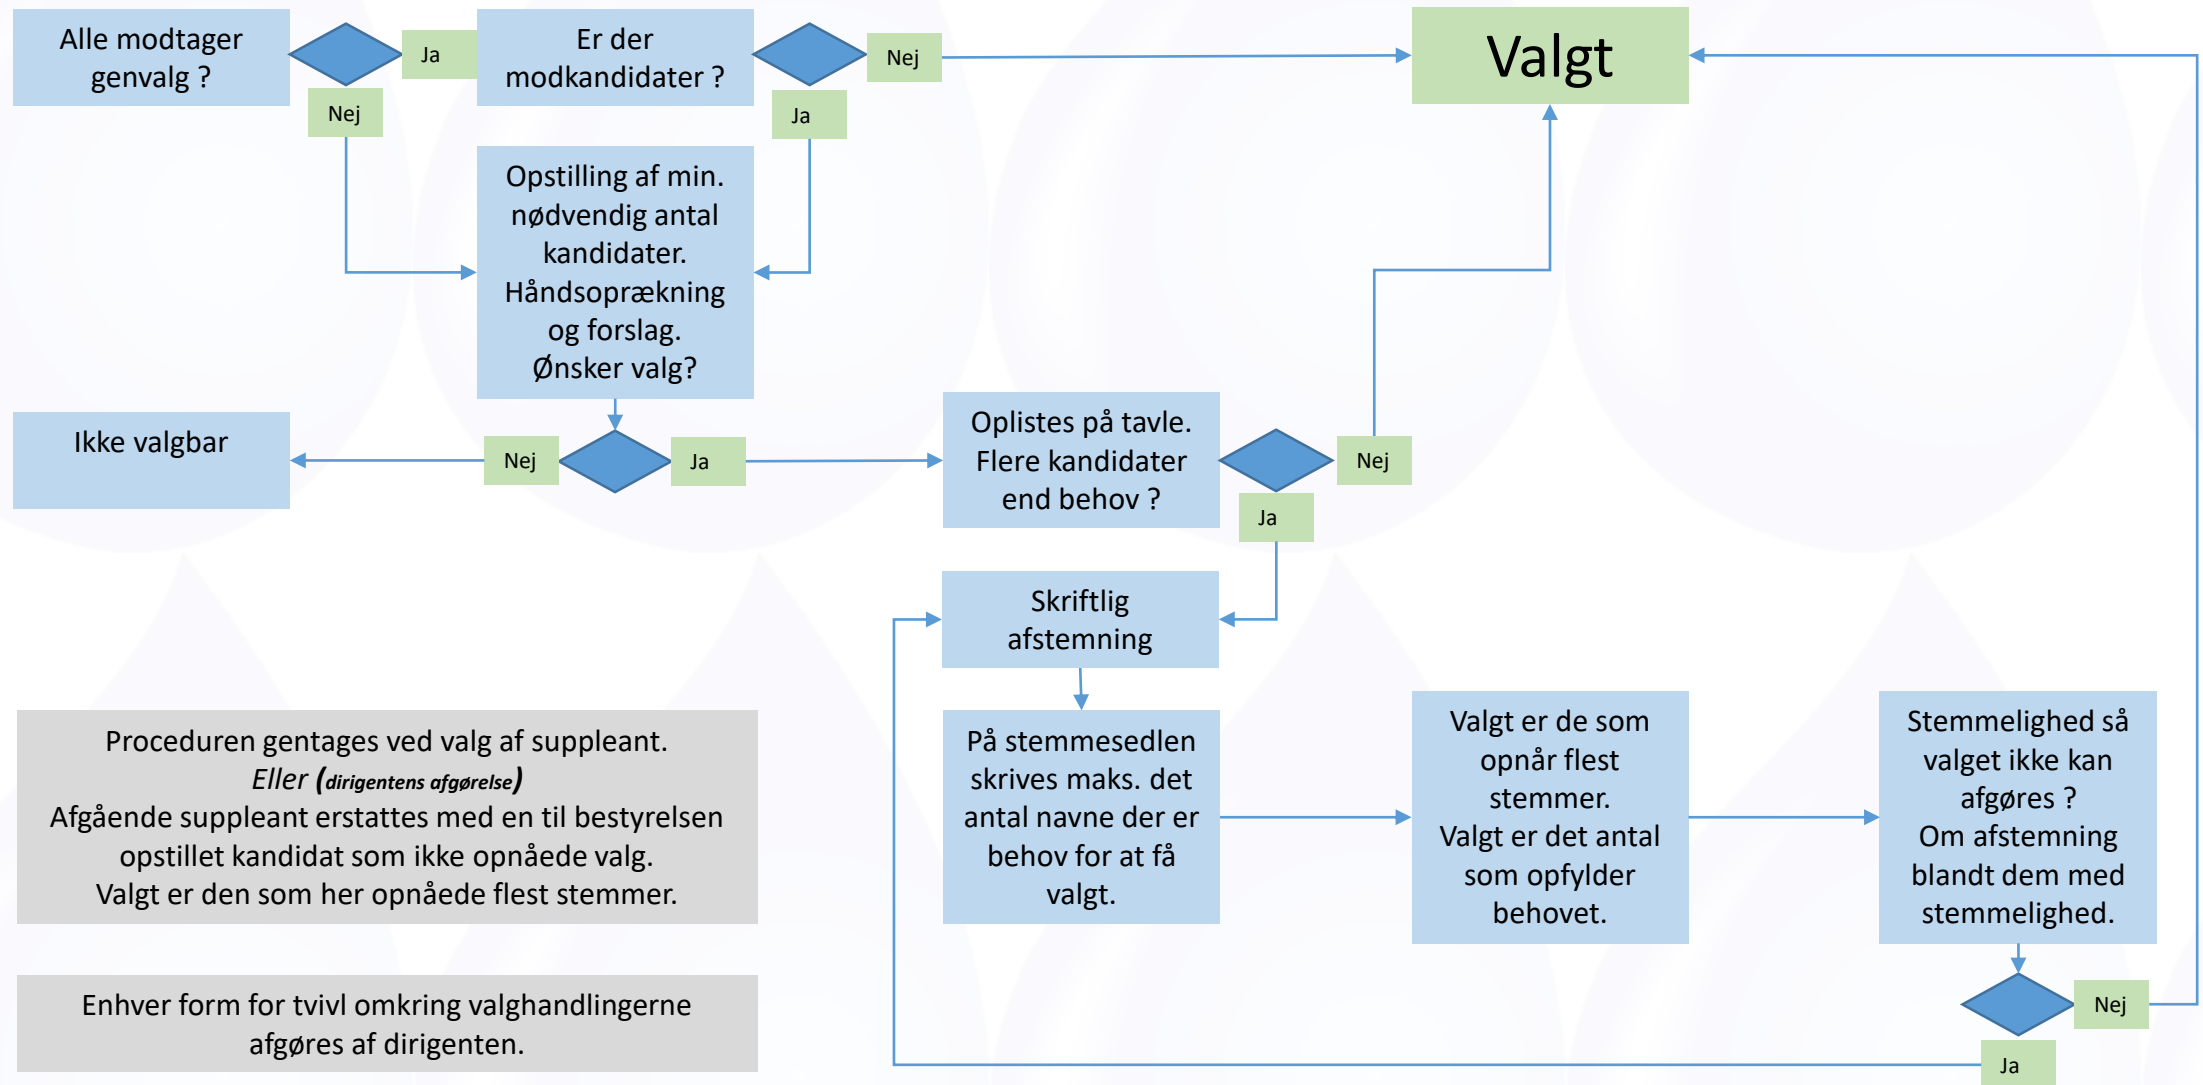 Alle modtager
genvalg ?
Ja
Nej
Er der
modkandidater ?
Nej
Ja
Valgt
Opstilling af min.
nødvendig antal
kandidater.
Håndsoprækning
og forslag.
Ønsker valg?
Ikke valgbar
Nej
Ja
Oplistes på tavle.
Flere kandidater
end behov ?
Nej
Ja
Skriftlig
afstemning
På stemmesedlen
skrives maks. det
antal navne der er
behov for at få
valgt.
Valgt er de som
opnår flest
stemmer.
Valgt er det antal
som opfylder
behovet.
Stemmelighed så
valget ikke kan
afgøres ?
Om afstemning
blandt dem med
stemmelighed.
Nej
Ja
Proceduren gentages ved valg af suppleant.
Eller (dirigentens afgørelse)
Afgående suppleant erstattes med en til bestyrelsen
opstillet kandidat som ikke opnåede valg.
Valgt er den som her opnåede flest stemmer.
Enhver form for tvivl omkring valghandlingerne
afgøres af dirigenten.